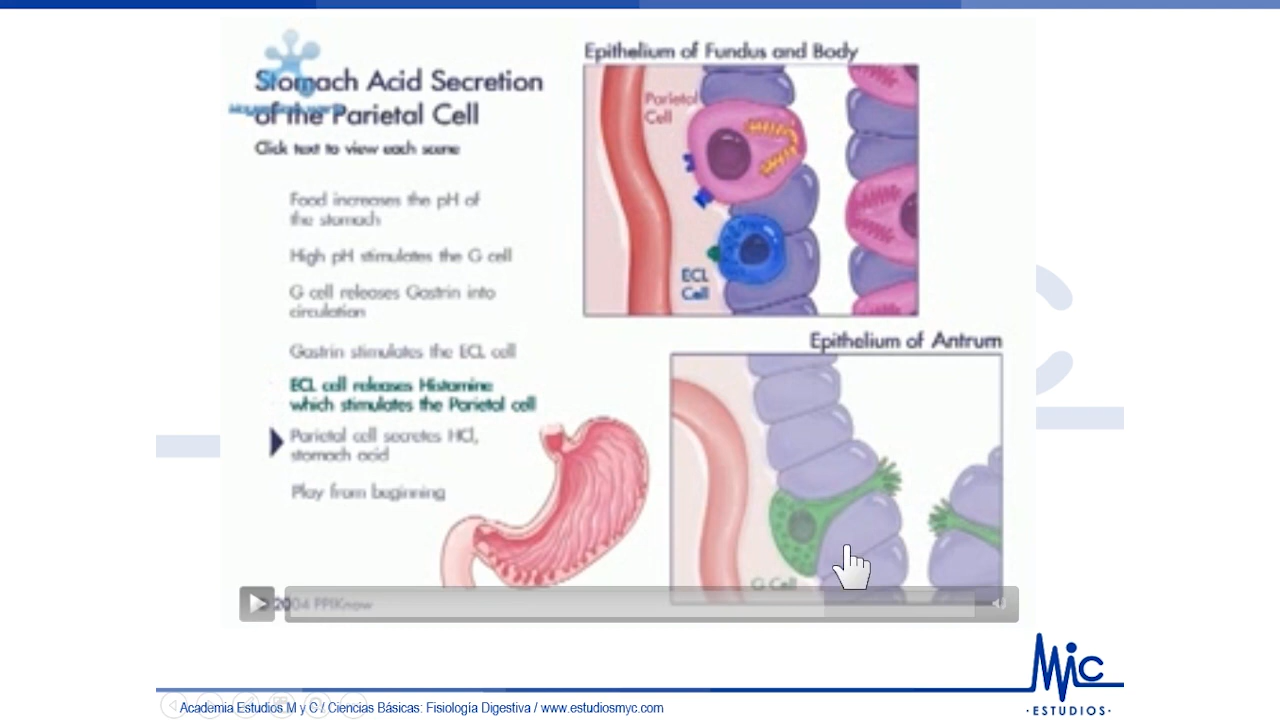 Stomach Acid Secretion
of the Parietal Cell
Click text to view each scene
Food increases the pH of
the stomach
High pH stimulates the G cell
G cell releases Gastrin into
circulation
Gastrin stimulates the ECL cell
ECL cell releases Histamine
which stimulates the Parietal cell
Parietal cell secretes HCl,
stomach acid
Play from beginning
2004 PPIKnow
Epithelium of Fundus and Body
Parietal
Cell
ECL
Cell
Epithelium of Antrum
G Cell
Academia Estudios M y C / Ciencias Básicas: Fisiología Digestiva / www.estudiosmyc.com
Mic
·ESTUDIOS·